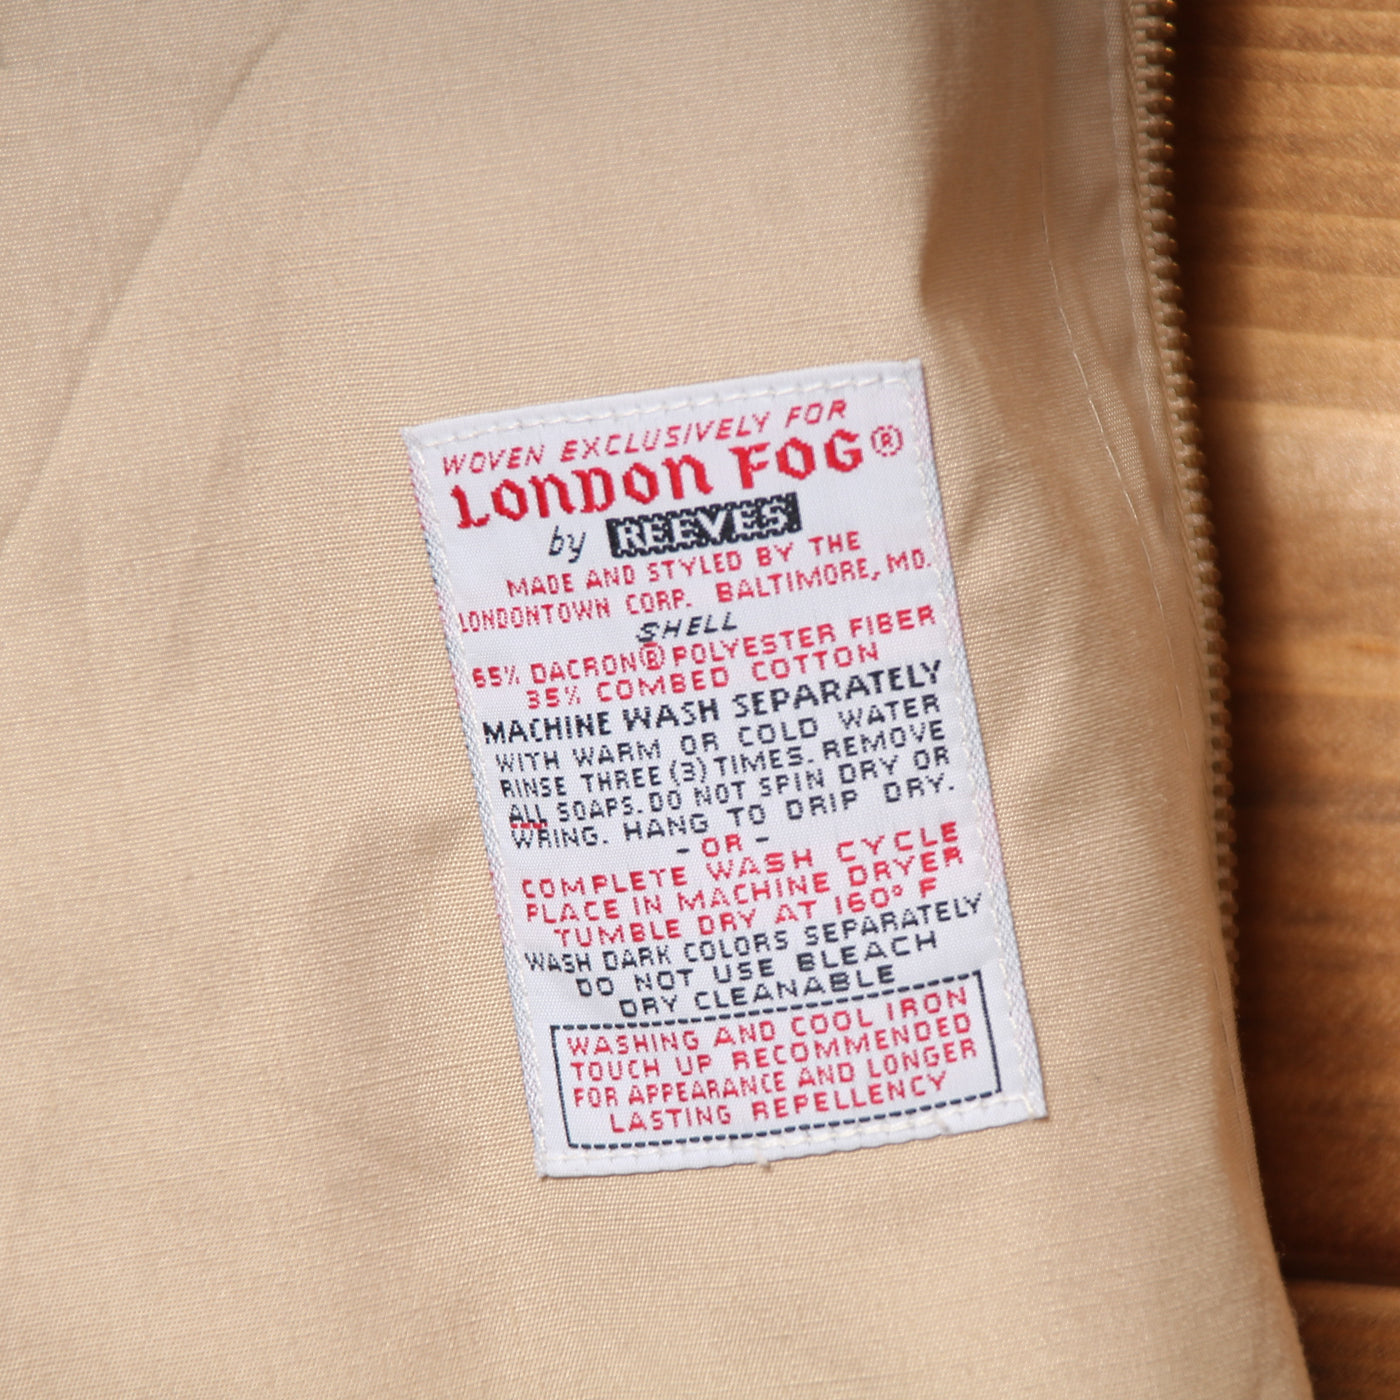 WOVEN EXCLUSIVELY FOR
LONDON FOG®
by REEVES
MADE AND STYLED BY THE
LONDONTOWN CORP. BALTIMORE, MD.
SHELL
65% DACRON® POLYESTER FIBER
35% COMBED COTTON
MACHINE WASH SEPARATELY
WITH WARM OR COLD WATER
RINSE THREE (3) TIMES. REMOVE
ALL SOAPS. DO NOT SPIN DRY OR
WRING. HANG TO DRIP DRY.
- OR -
COMPLETE WASH CYCLE
PLACE IN MACHINE DRYER
TUMBLE DRY AT 160° F
WASH DARK COLORS SEPARATELY
DO NOT USE BLEACH
DRY CLEANABLE
WASHING AND COOL IRON
TOUCH UP RECOMMENDED
FOR APPEARANCE AND LONGER
LASTING REPELLENCY